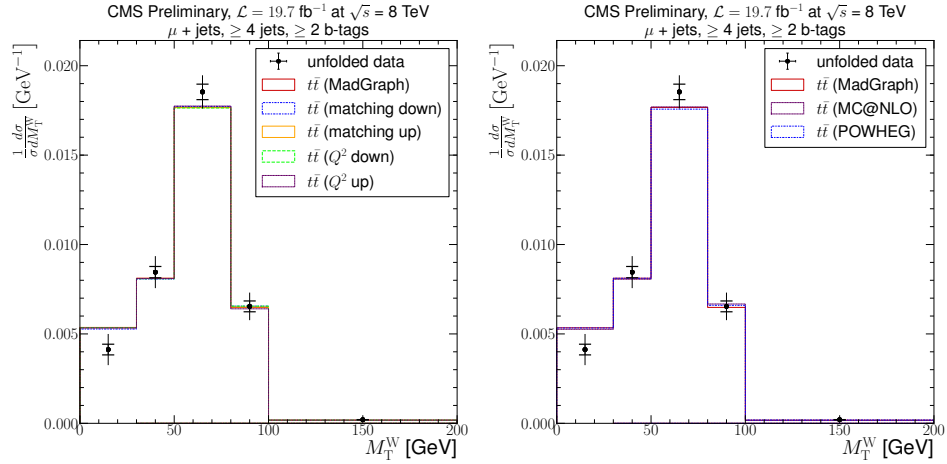 CMS Preliminary, ℒ = 19.7 fb⁻¹ at √s = 8 TeV
μ + jets, ≥ 4 jets, ≥ 2 b-tags
1/σ dσ/dM_T^W [GeV⁻¹]
0.020
0.015
0.010
0.005
0.000
unfolded data
tt̄ (MadGraph)
tt̄ (matching down)
tt̄ (matching up)
tt̄ (Q² down)
tt̄ (Q² up)
0 50 100 150 200
M_T^W [GeV]
CMS Preliminary, ℒ = 19.7 fb⁻¹ at √s = 8 TeV
μ + jets, ≥ 4 jets, ≥ 2 b-tags
1/σ dσ/dM_T^W [GeV⁻¹]
0.020
0.015
0.010
0.005
0.000
unfolded data
tt̄ (MadGraph)
tt̄ (MC@NLO)
tt̄ (POWHEG)
0 50 100 150 200
M_T^W [GeV]